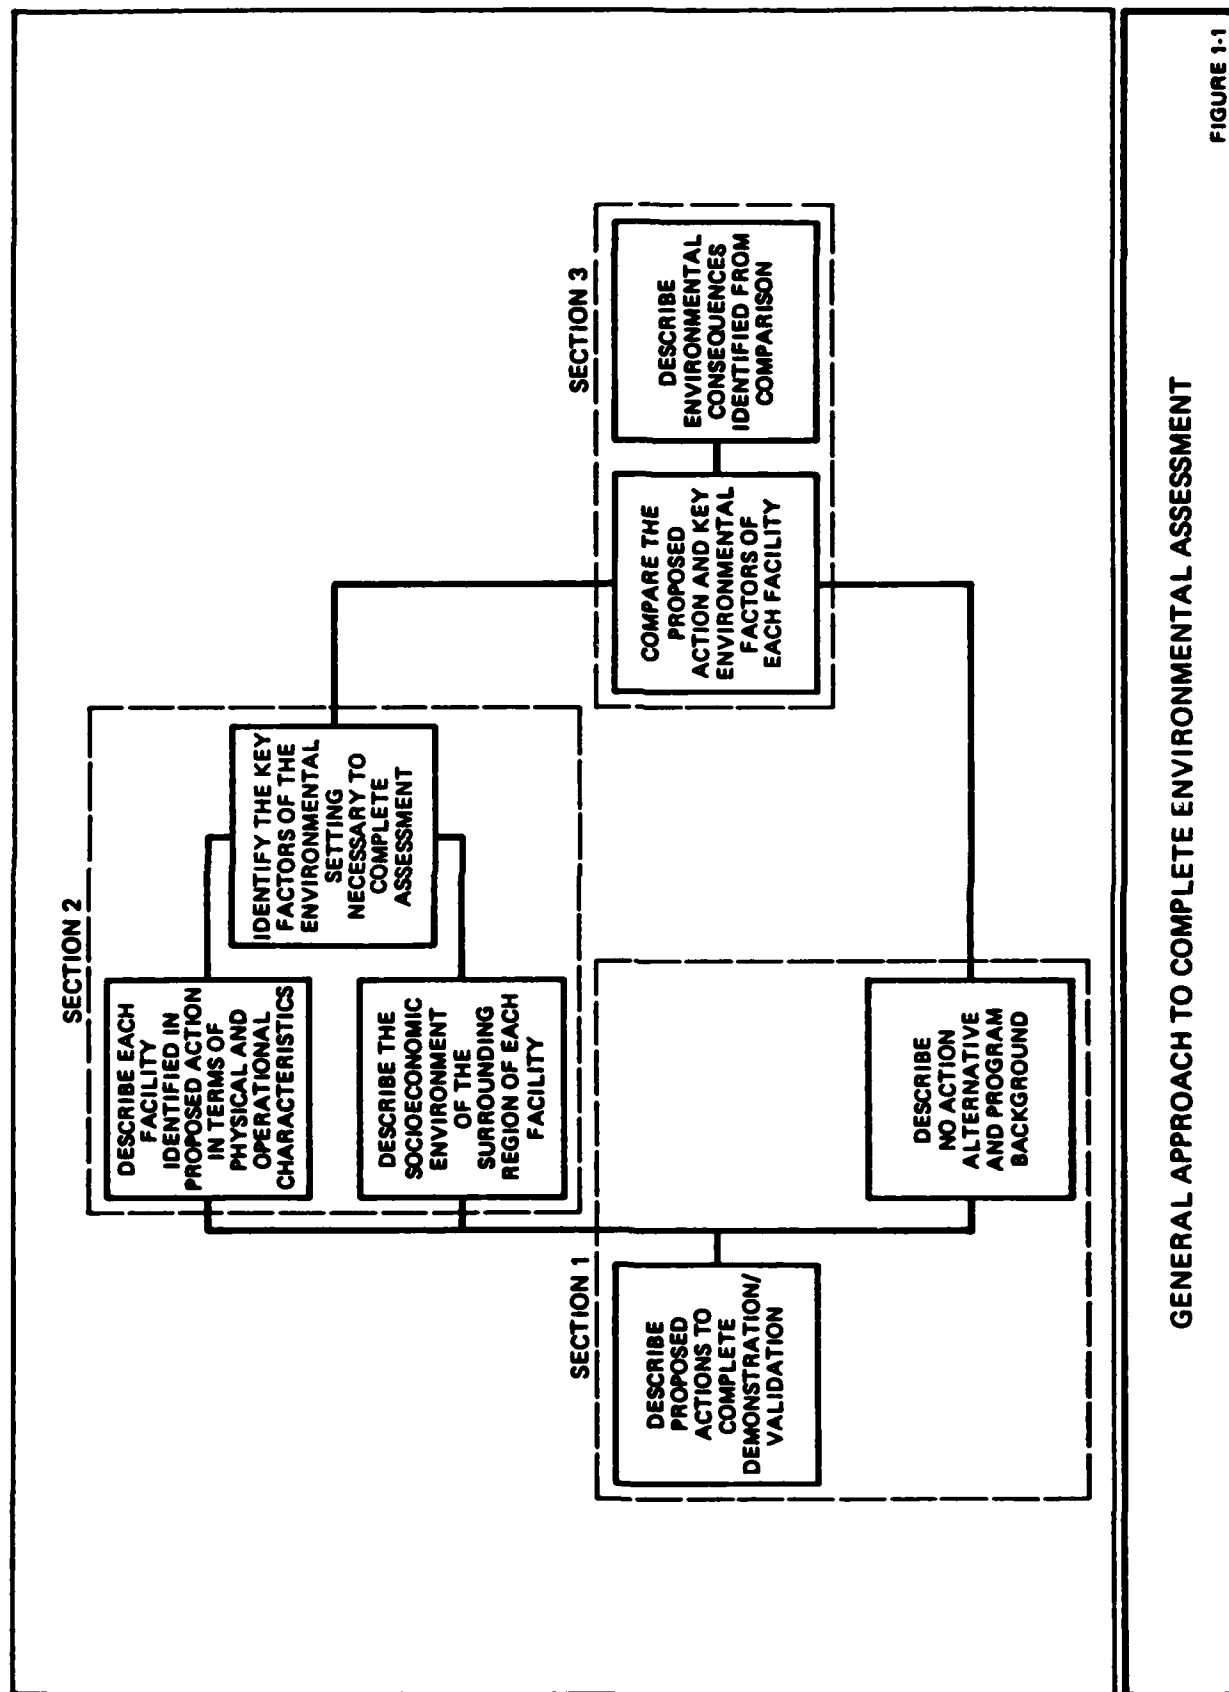 SECTION 1
DESCRIBE
PROPOSED
ACTIONS TO
COMPLETE
DEMONSTRATION/
VALIDATION
DESCRIBE
NO ACTION
ALTERNATIVE
AND PROGRAM
BACKGROUND
SECTION 2
DESCRIBE EACH
FACILITY
IDENTIFIED IN
PROPOSED ACTION
IN TERMS OF
PHYSICAL AND
OPERATIONAL
CHARACTERISTICS
DESCRIBE THE
SOCIOECONOMIC
ENVIRONMENT
OF THE
SURROUNDING
REGION OF EACH
FACILITY
IDENTIFY THE KEY
FACTORS OF THE
ENVIRONMENTAL
SETTING
NECESSARY TO
COMPLETE
ASSESSMENT
SECTION 3
COMPARE THE
PROPOSED
ACTION AND KEY
ENVIRONMENTAL
FACTORS OF
EACH FACILITY
DESCRIBE
ENVIRONMENTAL
CONSEQUENCES
IDENTIFIED FROM
COMPARISON
GENERAL APPROACH TO COMPLETE ENVIRONMENTAL ASSESSMENT
FIGURE 1-1